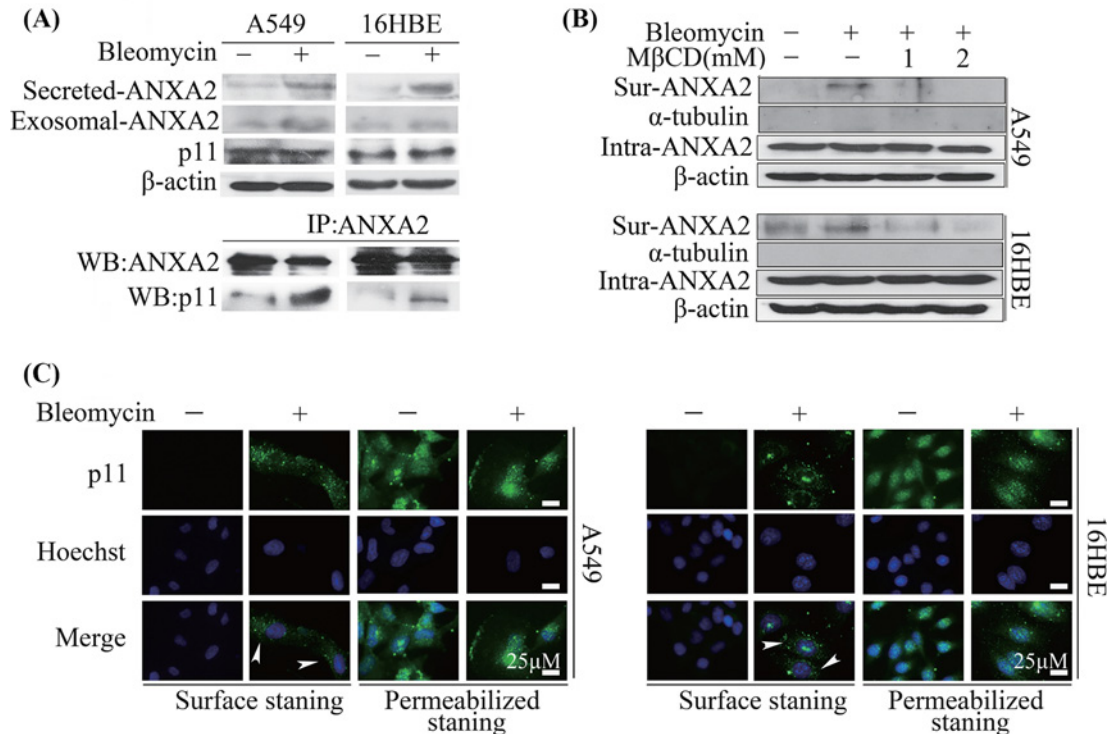 (A)
A549 16HBE
Bleomycin − + − +
Secreted-ANXA2
Exosomal-ANXA2
p11
β-actin
IP:ANXA2
WB:ANXA2
WB:p11
(B)
Bleomycin − + + +
MβCD(mM) − − 1 2
Sur-ANXA2
α-tubulin
Intra-ANXA2
β-actin
A549
Sur-ANXA2
α-tubulin
Intra-ANXA2
β-actin
16HBE
(C)
Bleomycin − + − +
p11
Hoechst
Merge
25μM
A549
Surface staning Permeabilized
staning
− + − +
25μM
16HBE
Surface staning Permeabilized
staning